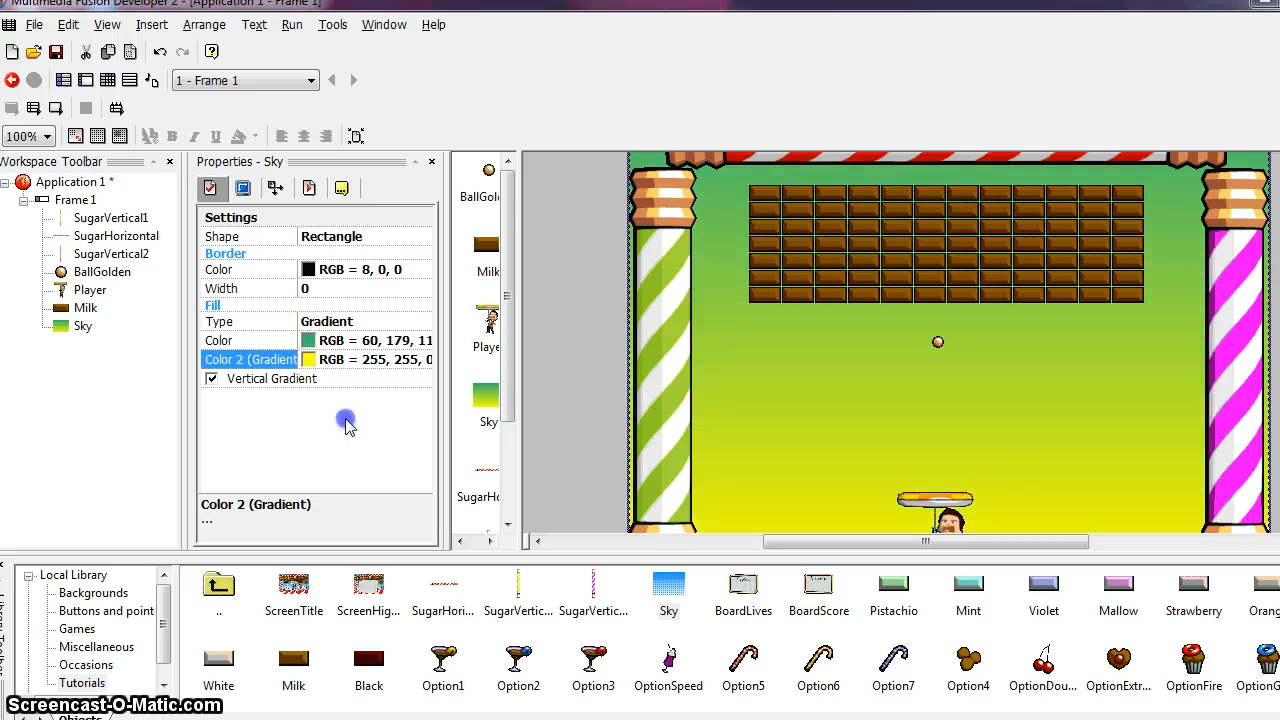 Multimedia Fusion Developer 2 - [Application 1 - Frame 1]
File Edit View Insert Arrange Text Run Tools Window Help
1 - Frame 1
100%
Workspace Toolbar
Properties - Sky
Application 1 *
Frame 1
SugarVertical1
SugarHorizontal
SugarVertical2
BallGolden
Player
Milk
Sky
Settings
Shape Rectangle
Border
Color RGB = 8, 0, 0
Width 0
Fill
Type Gradient
Color RGB = 60, 179, 11
Color 2 (Gradient RGB = 255, 255, 0
Vertical Gradient
Color 2 (Gradient)
...
BallGol
Milk
Playe
Sky
SugarHo
Local Library
Backgrounds
Buttons and point
Games
Miscellaneous
Occasions
Tutorials
.. ScreenTitle ScreenHig... SugarHori... SugarVertic... SugarVertic... Sky BoardLives BoardScore Pistachio Mint Violet Mallow Strawberry Oranc
White Milk Black Option1 Option2 Option3 OptionSpeed Option5 Option6 Option7 Option4 OptionDou... OptionExtr... OptionFire OptionG
Screencast-O-Matic.com
Objects